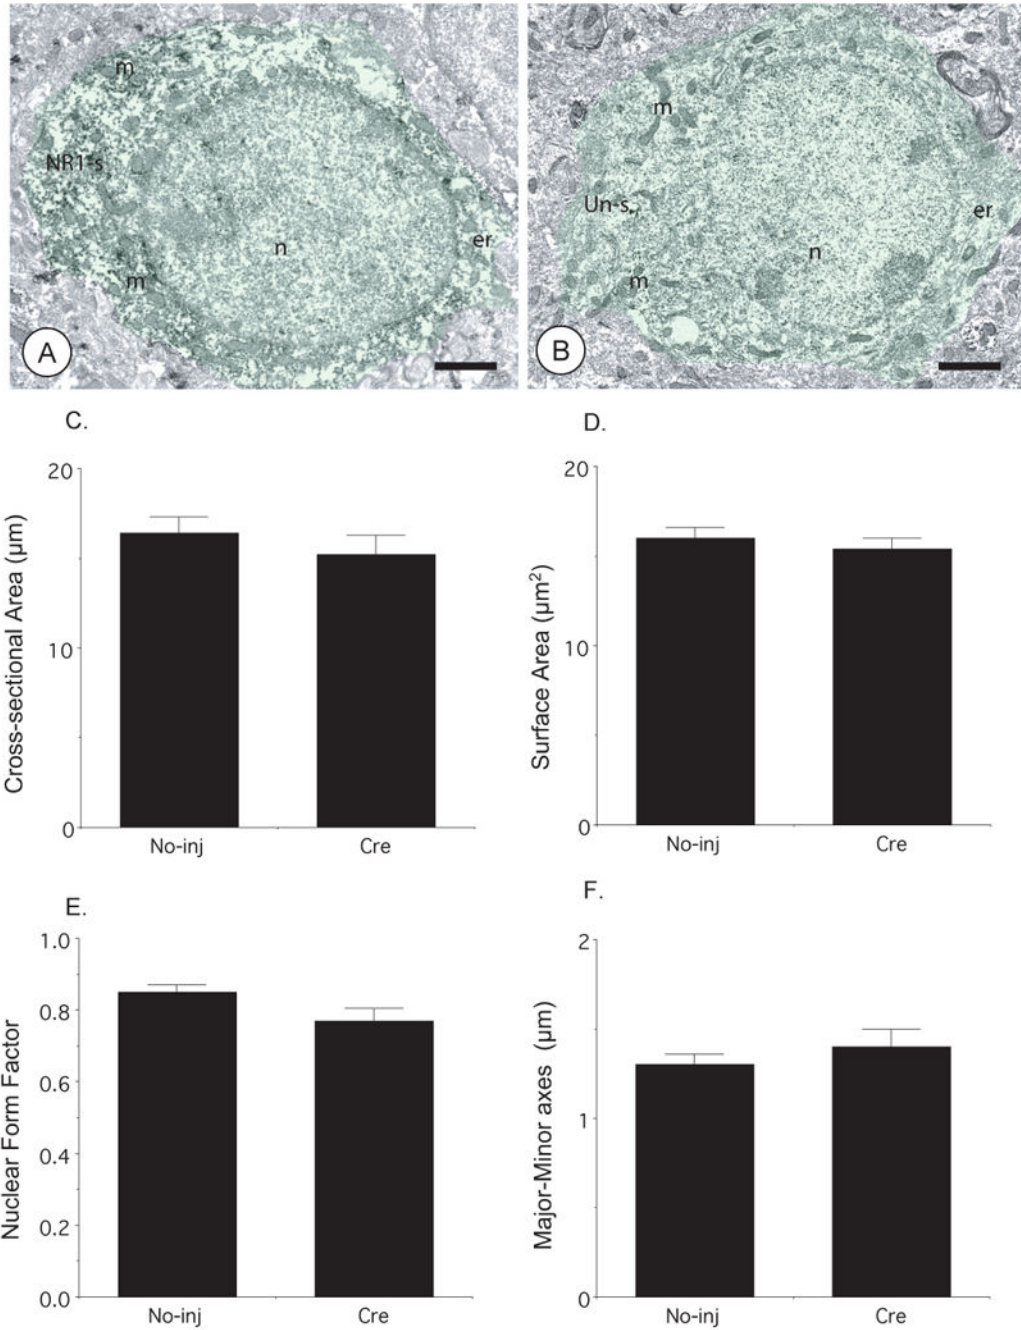 m
NR1-s
n
er
m
A
m
Un-s
er
n
m
B
C.
Cross-sectional Area (µm)
20
10
0
No-inj
Cre
D.
Surface Area (µm²)
20
10
0
No-inj
Cre
E.
Nuclear Form Factor
1.0
0.8
0.6
0.4
0.2
0.0
No-inj
Cre
F.
Major-Minor axes (µm)
2
1
0
No-inj
Cre